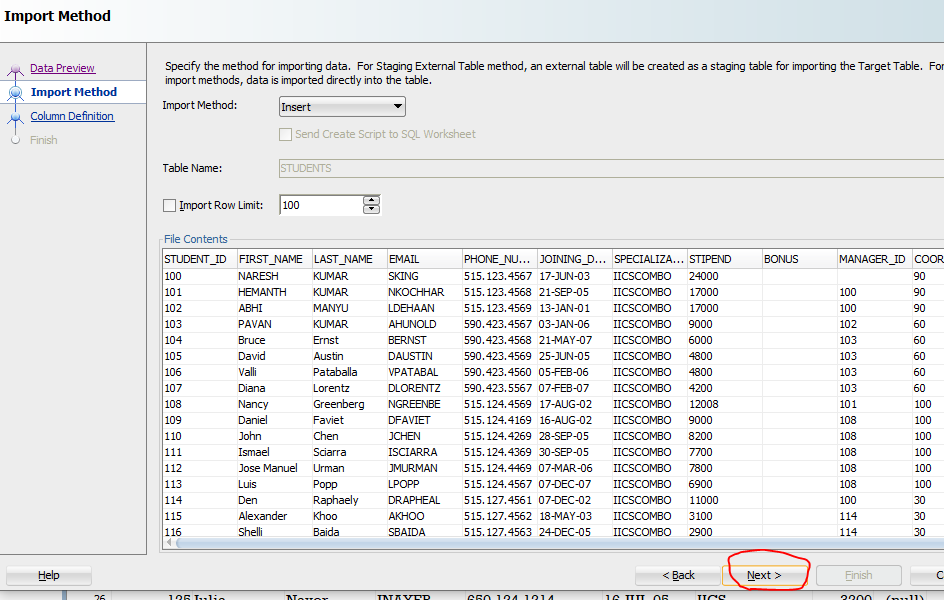 Import Method
Data Preview
Import Method
Column Definition
Finish
Specify the method for importing data. For Staging External Table method, an external table will be created as a staging table for importing the Target Table. For
import methods, data is imported directly into the table.
Import Method: Insert
Send Create Script to SQL Worksheet
Table Name: STUDENTS
Import Row Limit: 100
File Contents
STUDENT_ID FIRST_NAME LAST_NAME EMAIL PHONE_NU... JOINING_D... SPECIALIZA... STIPEND BONUS MANAGER_ID COOR
100 NARESH KUMAR SKING 515.123.4567 17-JUN-03 IICSCOMBO 24000 90
101 HEMANTH KUMAR NKOCHHAR 515.123.4568 21-SEP-05 IICSCOMBO 17000 100 90
102 ABHI MANYU LDEHAAN 515.123.4569 13-JAN-01 IICSCOMBO 17000 100 90
103 PAVAN KUMAR AHUNOLD 590.423.4567 03-JAN-06 IICSCOMBO 9000 102 60
104 Bruce Ernst BERNST 590.423.4568 21-MAY-07 IICSCOMBO 6000 103 60
105 David Austin DAUSTIN 590.423.4569 25-JUN-05 IICSCOMBO 4800 103 60
106 Valli Pataballa VPATABAL 590.423.4560 05-FEB-06 IICSCOMBO 4800 103 60
107 Diana Lorentz DLORENTZ 590.423.5567 07-FEB-07 IICSCOMBO 4200 103 60
108 Nancy Greenberg NGREENBE 515.124.4569 17-AUG-02 IICSCOMBO 12008 101 100
109 Daniel Faviet DFAVIET 515.124.4169 16-AUG-02 IICSCOMBO 9000 108 100
110 John Chen JCHEN 515.124.4269 28-SEP-05 IICSCOMBO 8200 108 100
111 Ismael Sciarra ISCIARRA 515.124.4369 30-SEP-05 IICSCOMBO 7700 108 100
112 Jose Manuel Urman JMURMAN 515.124.4469 07-MAR-06 IICSCOMBO 7800 108 100
113 Luis Popp LPOPP 515.124.4567 07-DEC-07 IICSCOMBO 6900 108 100
114 Den Raphaely DRAPHEAL 515.127.4561 07-DEC-02 IICSCOMBO 11000 100 30
115 Alexander Khoo AKHOO 515.127.4562 18-MAY-03 IICSCOMBO 3100 114 30
116 Shelli Baida SBAIDA 515.127.4563 24-DEC-05 IICSCOMBO 2900 114 30
Help < Back Next > Finish C
26 125 Julia Nayer JNAYER 650.124.1214 16-JUL-05 IICS 3200 (null)